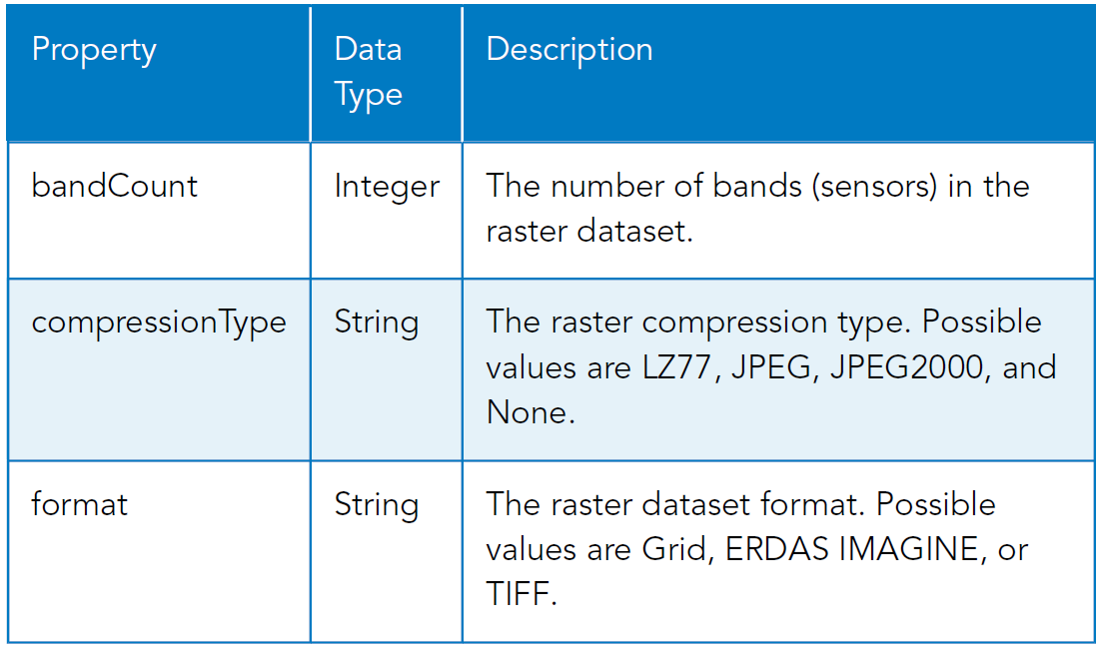 Property
Data
Type
Description
bandCount
Integer
The number of bands (sensors) in the
raster dataset.
compressionType
String
The raster compression type. Possible
values are LZ77, JPEG, JPEG2000, and
None.
format
String
The raster dataset format. Possible
values are Grid, ERDAS IMAGINE, or
TIFF.